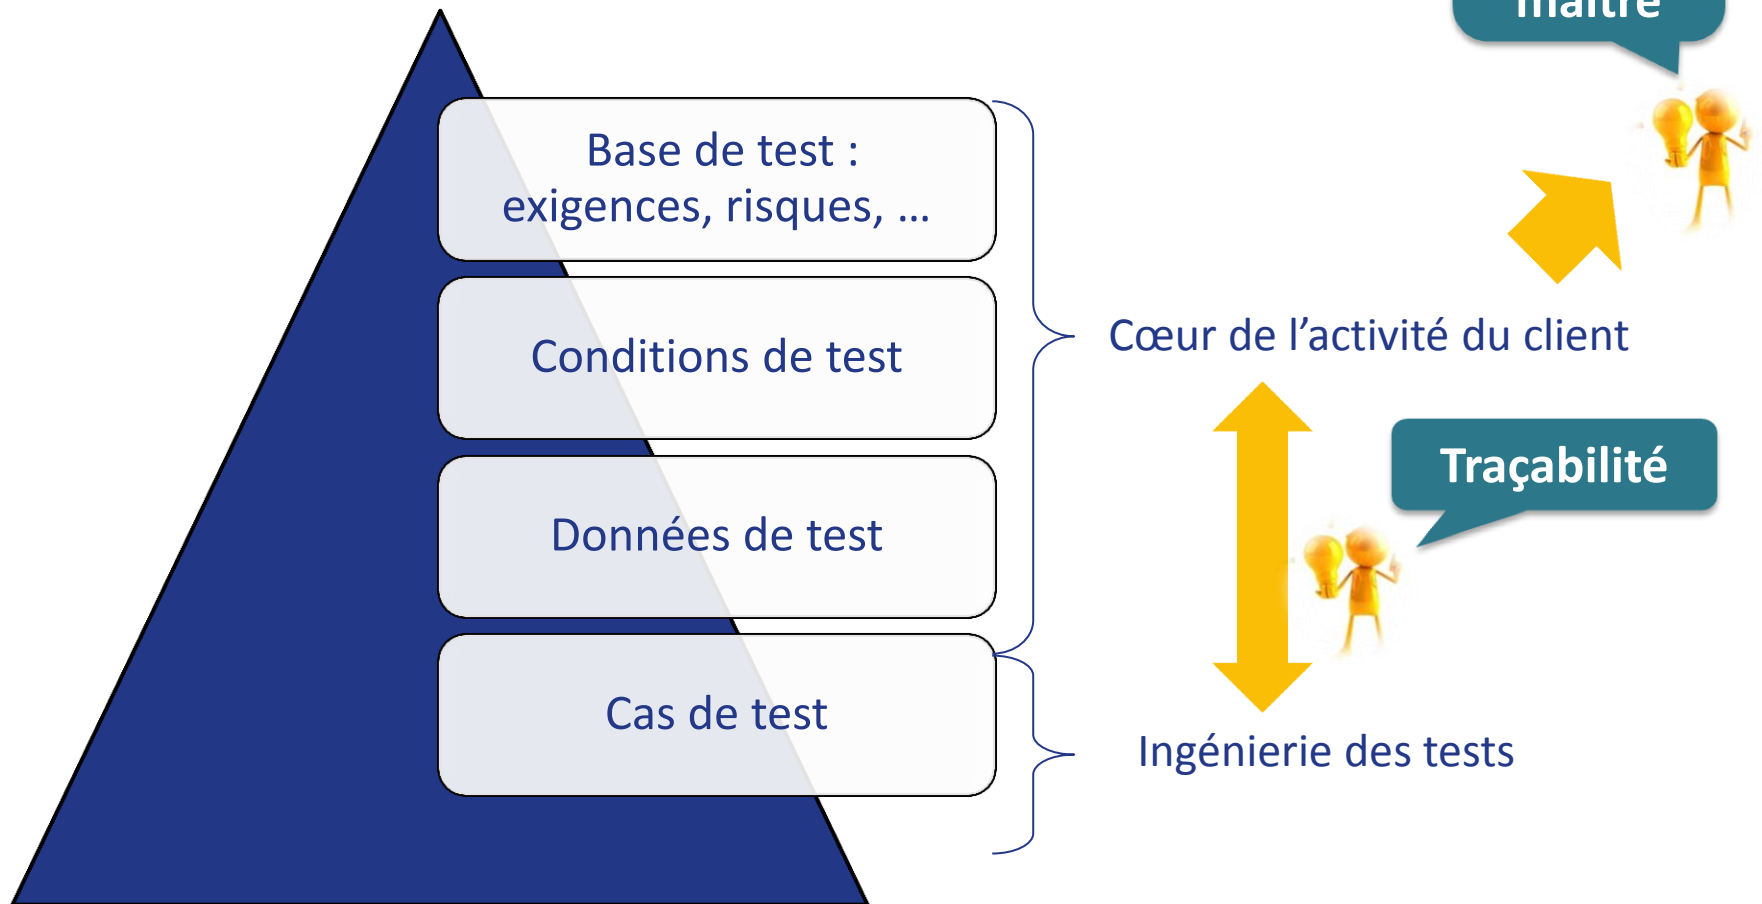 maître
Base de test :
exigences, risques, ...
Conditions de test
Cœur de l’activité du client
Traçabilité
Données de test
Cas de test
Ingénierie des tests